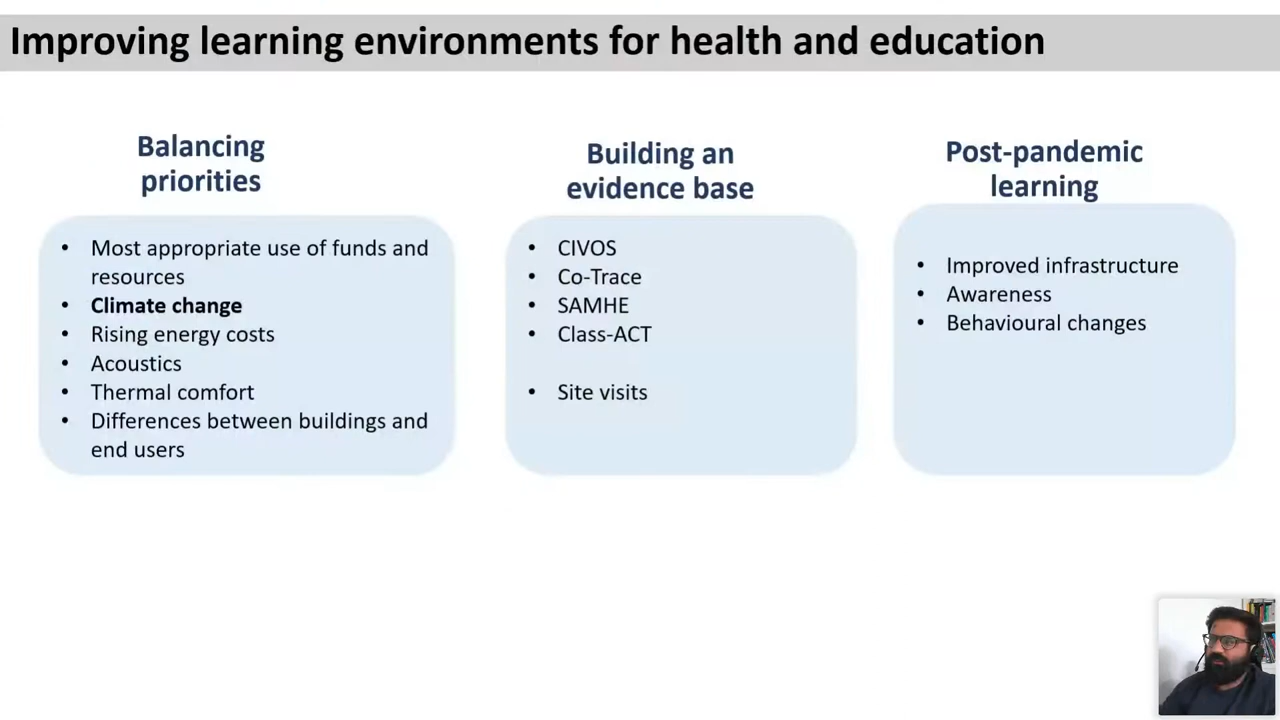 Improving learning environments for health and education
Balancing
priorities
• Most appropriate use of funds and
resources
• Climate change
• Rising energy costs
• Acoustics
• Thermal comfort
• Differences between buildings and
end users
Building an
evidence base
• CIVOS
• Co-Trace
• SAMHE
• Class-ACT
• Site visits
Post-pandemic
learning
• Improved infrastructure
• Awareness
• Behavioural changes